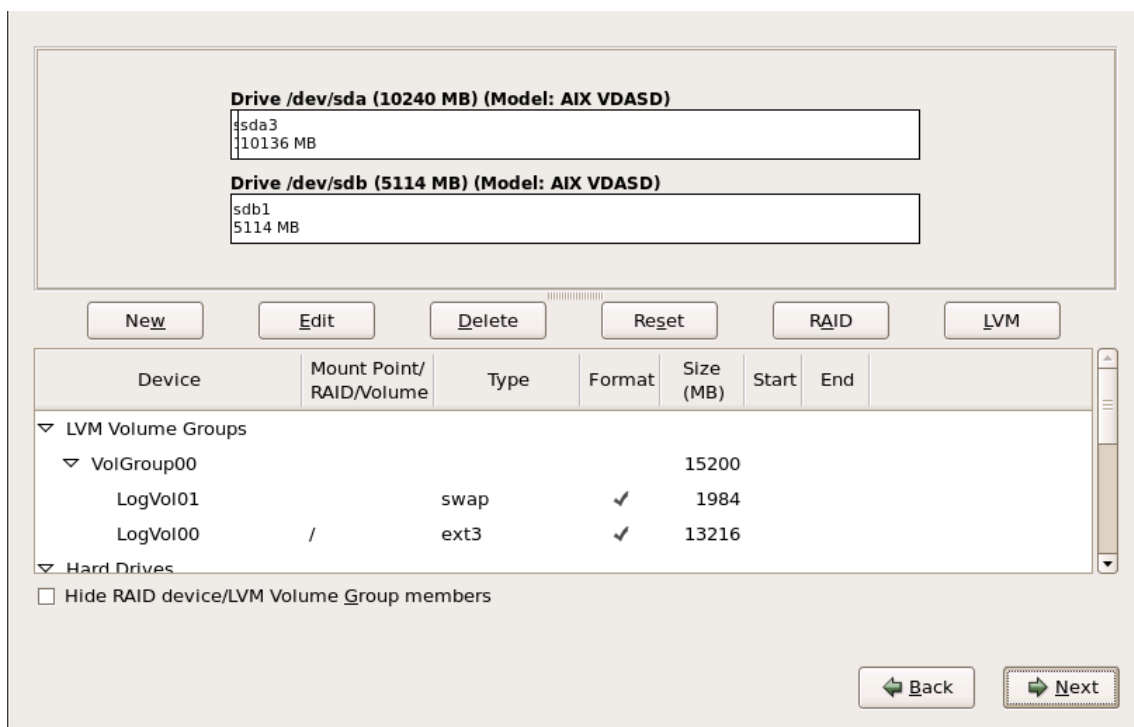 Drive /dev/sda (10240 MB) (Model: AIX VDASD)
sda3
10136 MB
Drive /dev/sdb (5114 MB) (Model: AIX VDASD)
sdb1
5114 MB
New Edit Delete Reset RAID LVM
Device Mount Point/ RAID/Volume Type Format Size (MB) Start End
LVM Volume Groups
VolGroup00 15200
LogVol01 swap ✓ 1984
LogVol00 / ext3 ✓ 13216
Hard Drives
Hide RAID device/LVM Volume Group members
Back Next